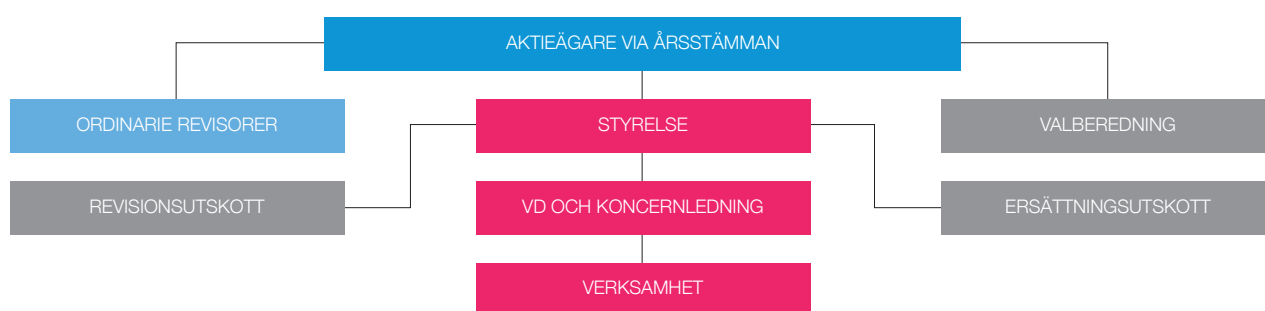 AKTIEÄGARE VIA ÅRSSTÄMMAN
ORDINARIE REVISORER
STYRELSE
VALBEREDNING
REVISIONSUTSKOTT
VD OCH KONCERNLEDNING
ERSÄTTNINGSUTSKOTT
VERKSAMHET